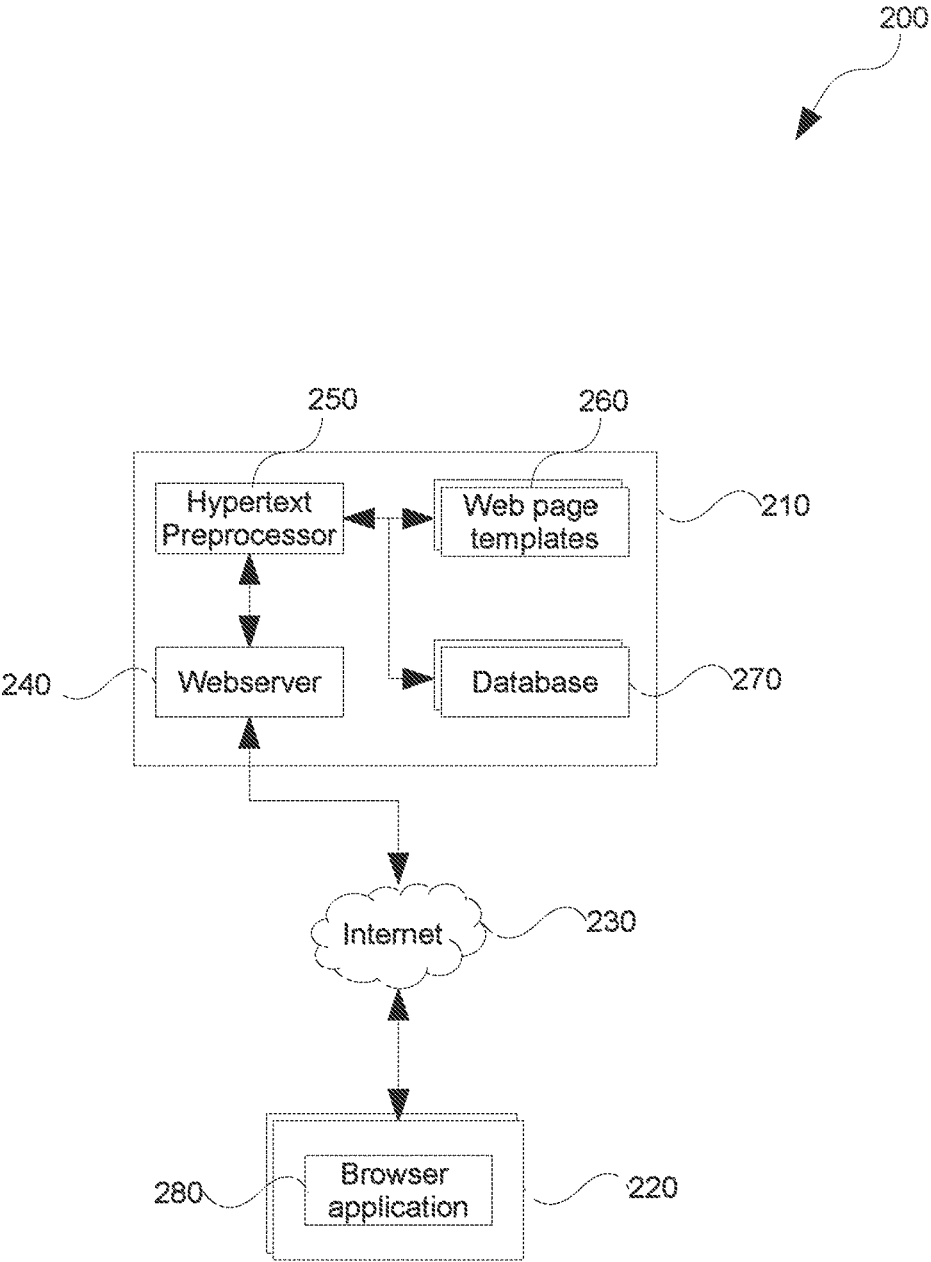 200
250
260
Hypertext
Preprocessor
Web page
templates
210
240
Webserver
Database
270
Internet
230
280
Browser
application
220